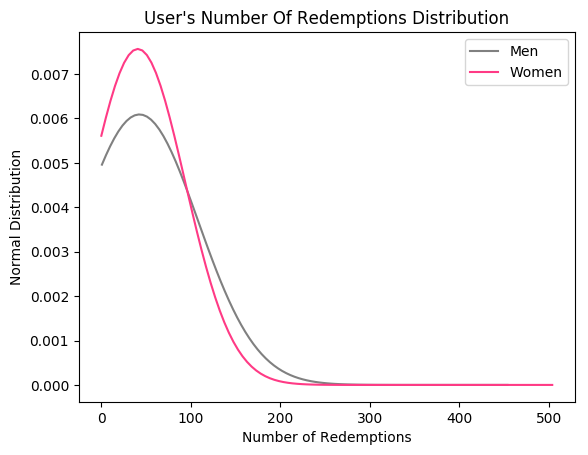 User's Number Of Redemptions Distribution
Men
Women
Normal Distribution
0.007
0.006
0.005
0.004
0.003
0.002
0.001
0.000
0 100 200 300 400 500
Number of Redemptions